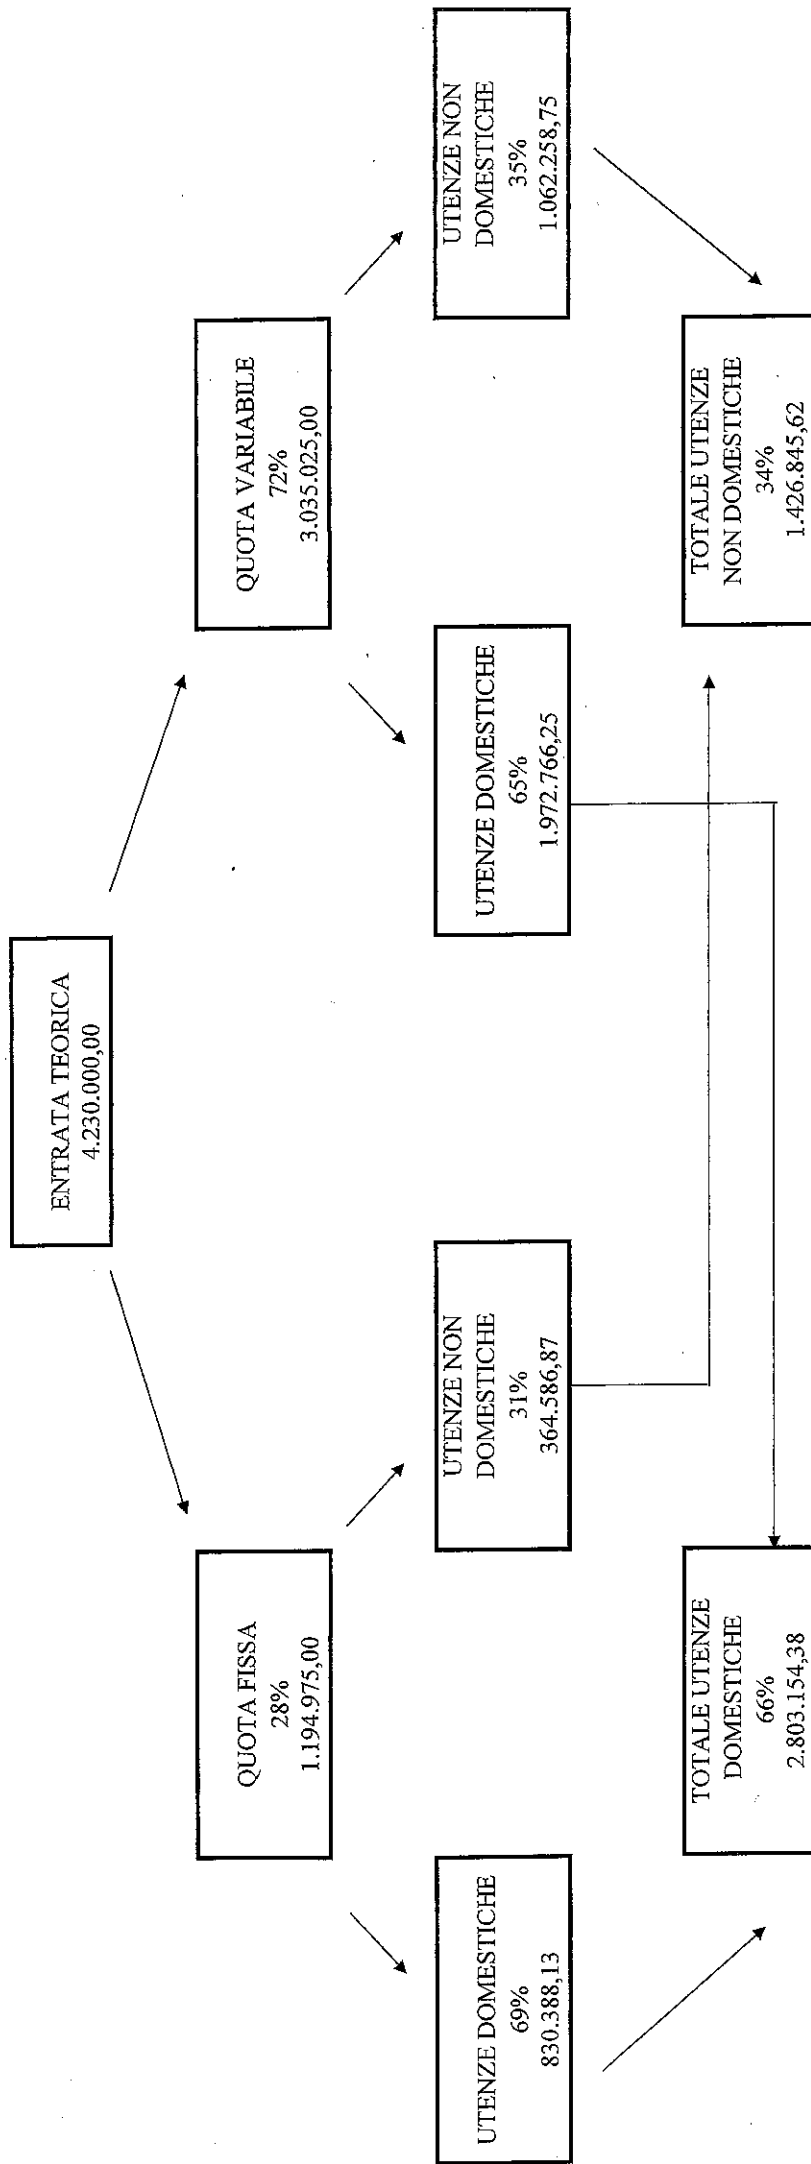 ENTRATA TEORICA
4.230.000,00
QUOTA FISSA
28%
1.194.975,00
QUOTA VARIABILE
72%
3.035.025,00
UTENZE DOMESTICHE
69%
830.388,13
UTENZE NON
DOMESTICHE
31%
364.586,87
UTENZE DOMESTICHE
65%
1.972.766,25
UTENZE NON
DOMESTICHE
35%
1.062.258,75
TOTALE UTENZE
DOMESTICHE
66%
2.803.154,38
TOTALE UTENZE
NON DOMESTICHE
34%
1.426.845,62